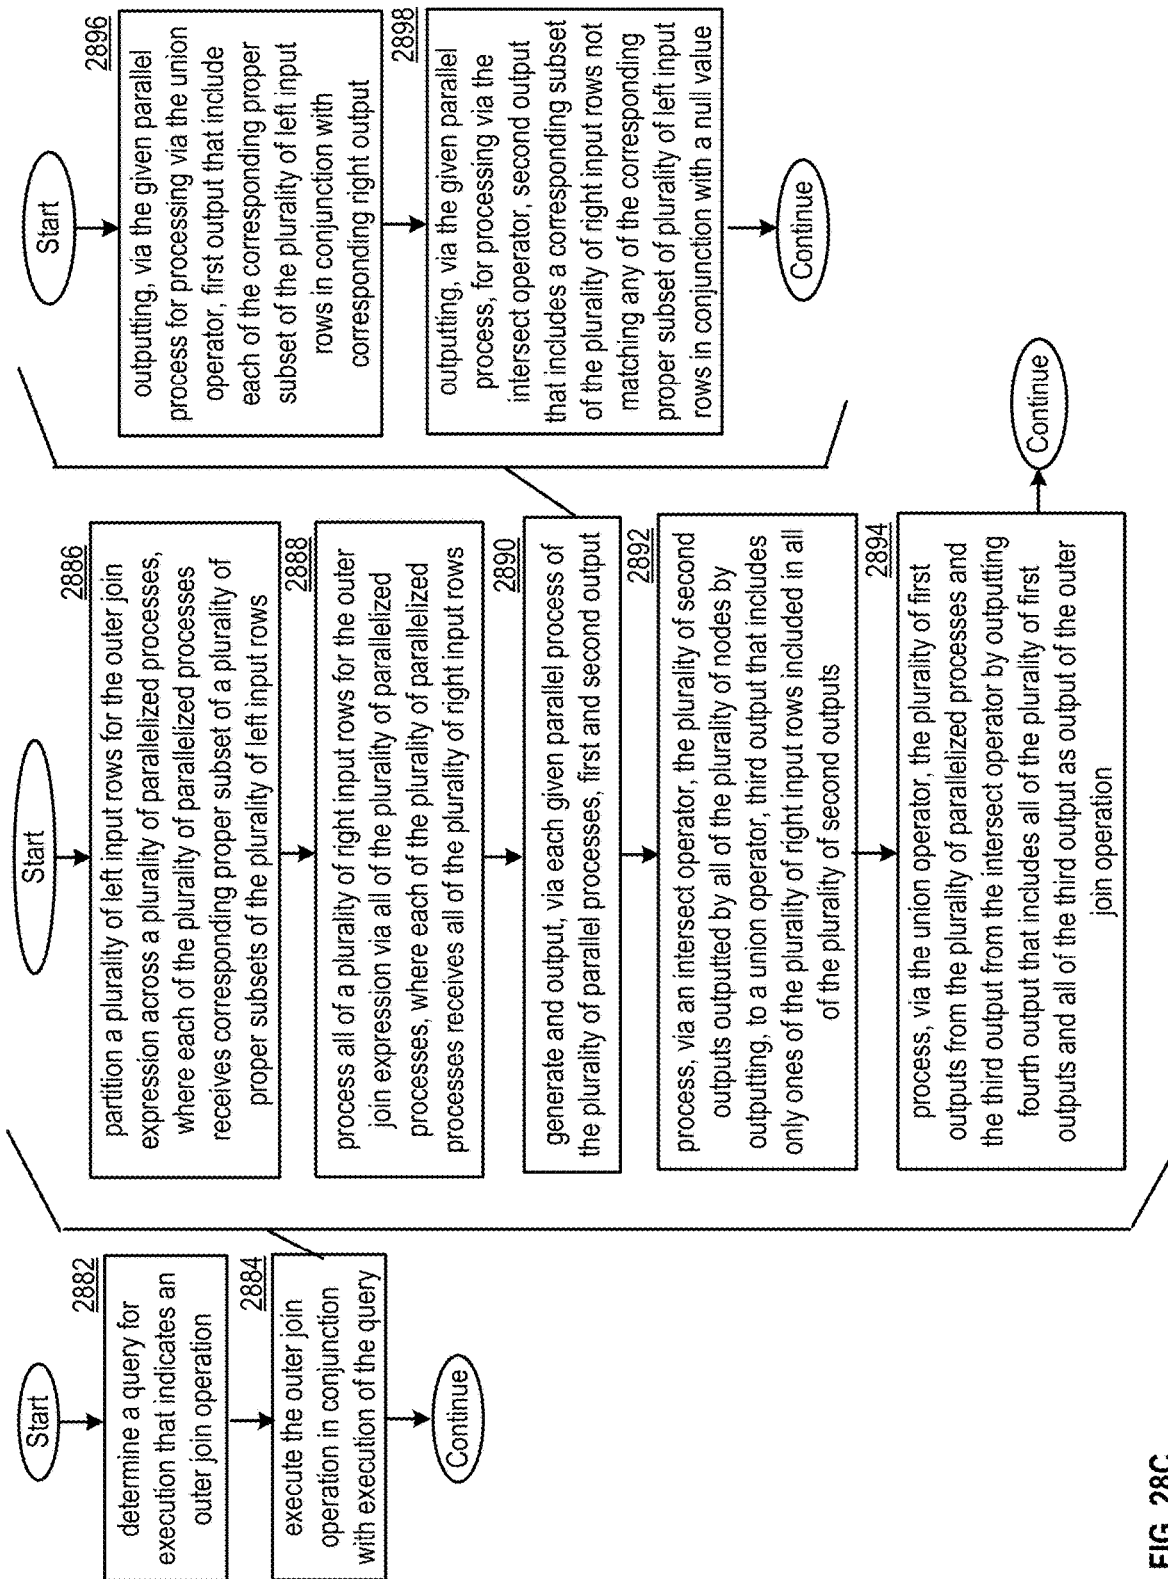 Start
2882
determine a query for
execution that indicates an
outer join operation
2884
execute the outer join
operation in conjunction
with execution of the query
Continue
Start
2886
partition a plurality of left input rows for the outer join
expression across a plurality of parallelized processes,
where each of the plurality of parallelized processes
receives corresponding proper subset of a plurality of
proper subsets of the plurality of left input rows
2888
process all of a plurality of right input rows for the outer
join expression via all of the plurality of parallelized
processes, where each of the plurality of parallelized
processes receives all of the plurality of right input rows
2890
generate and output, via each given parallel process of
the plurality of parallel processes, first and second output
2892
process, via an intersect operator, the plurality of second
outputs outputted by all of the plurality of nodes by
outputting, to a union operator, third output that includes
only ones of the plurality of right input rows included in all
of the plurality of second outputs
2894
process, via the union operator, the plurality of first
outputs from the plurality of parallelized processes and
the third output from the intersect operator by outputting
fourth output that includes all of the plurality of first
outputs and all of the third output as output of the outer
join operation
Continue
Start
2896
outputting, via the given parallel
process for processing via the union
operator, first output that include
each of the corresponding proper
subset of the plurality of left input
rows in conjunction with
corresponding right output
2898
outputting, via the given parallel
process, for processing via the
intersect operator, second output
that includes a corresponding subset
of the plurality of right input rows not
matching any of the corresponding
proper subset of plurality of left input
rows in conjunction with a null value
Continue
FIG. 28C